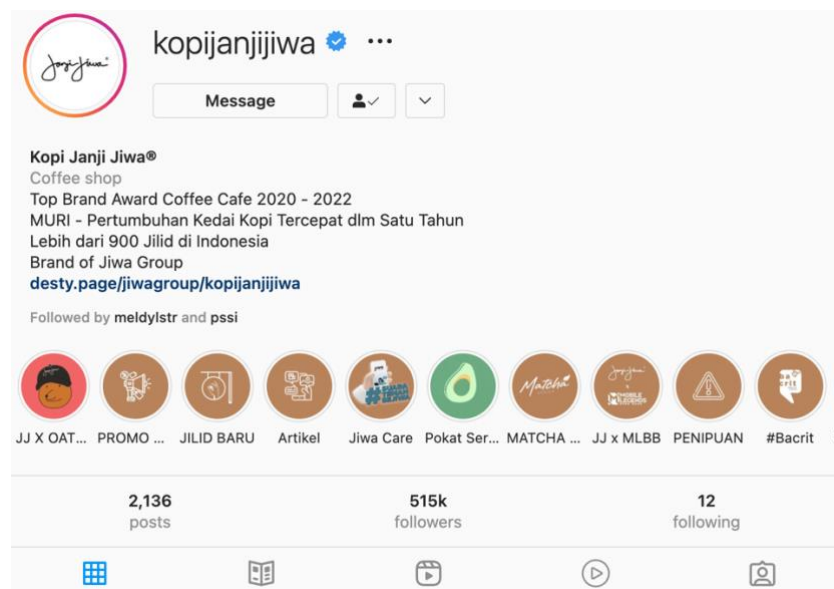 Janji Jiwa
kopijanjijiwa
Message
Kopi Janji Jiwa®
Coffee shop
Top Brand Award Coffee Cafe 2020 - 2022
MURI - Pertumbuhan Kedai Kopi Tercepat dlm Satu Tahun
Lebih dari 900 Jilid di Indonesia
Brand of Jiwa Group
desty.page/jiwagroup/kopijanjijiwa
Followed by meldylstr and pssi
Matcha
MOBILE
LEGENDS
JJ X OAT... PROMO ... JILID BARU Artikel Jiwa Care Pokat Ser... MATCHA ... JJ x MLBB PENIPUAN #Bacrit
2,136 515k 12
posts followers following